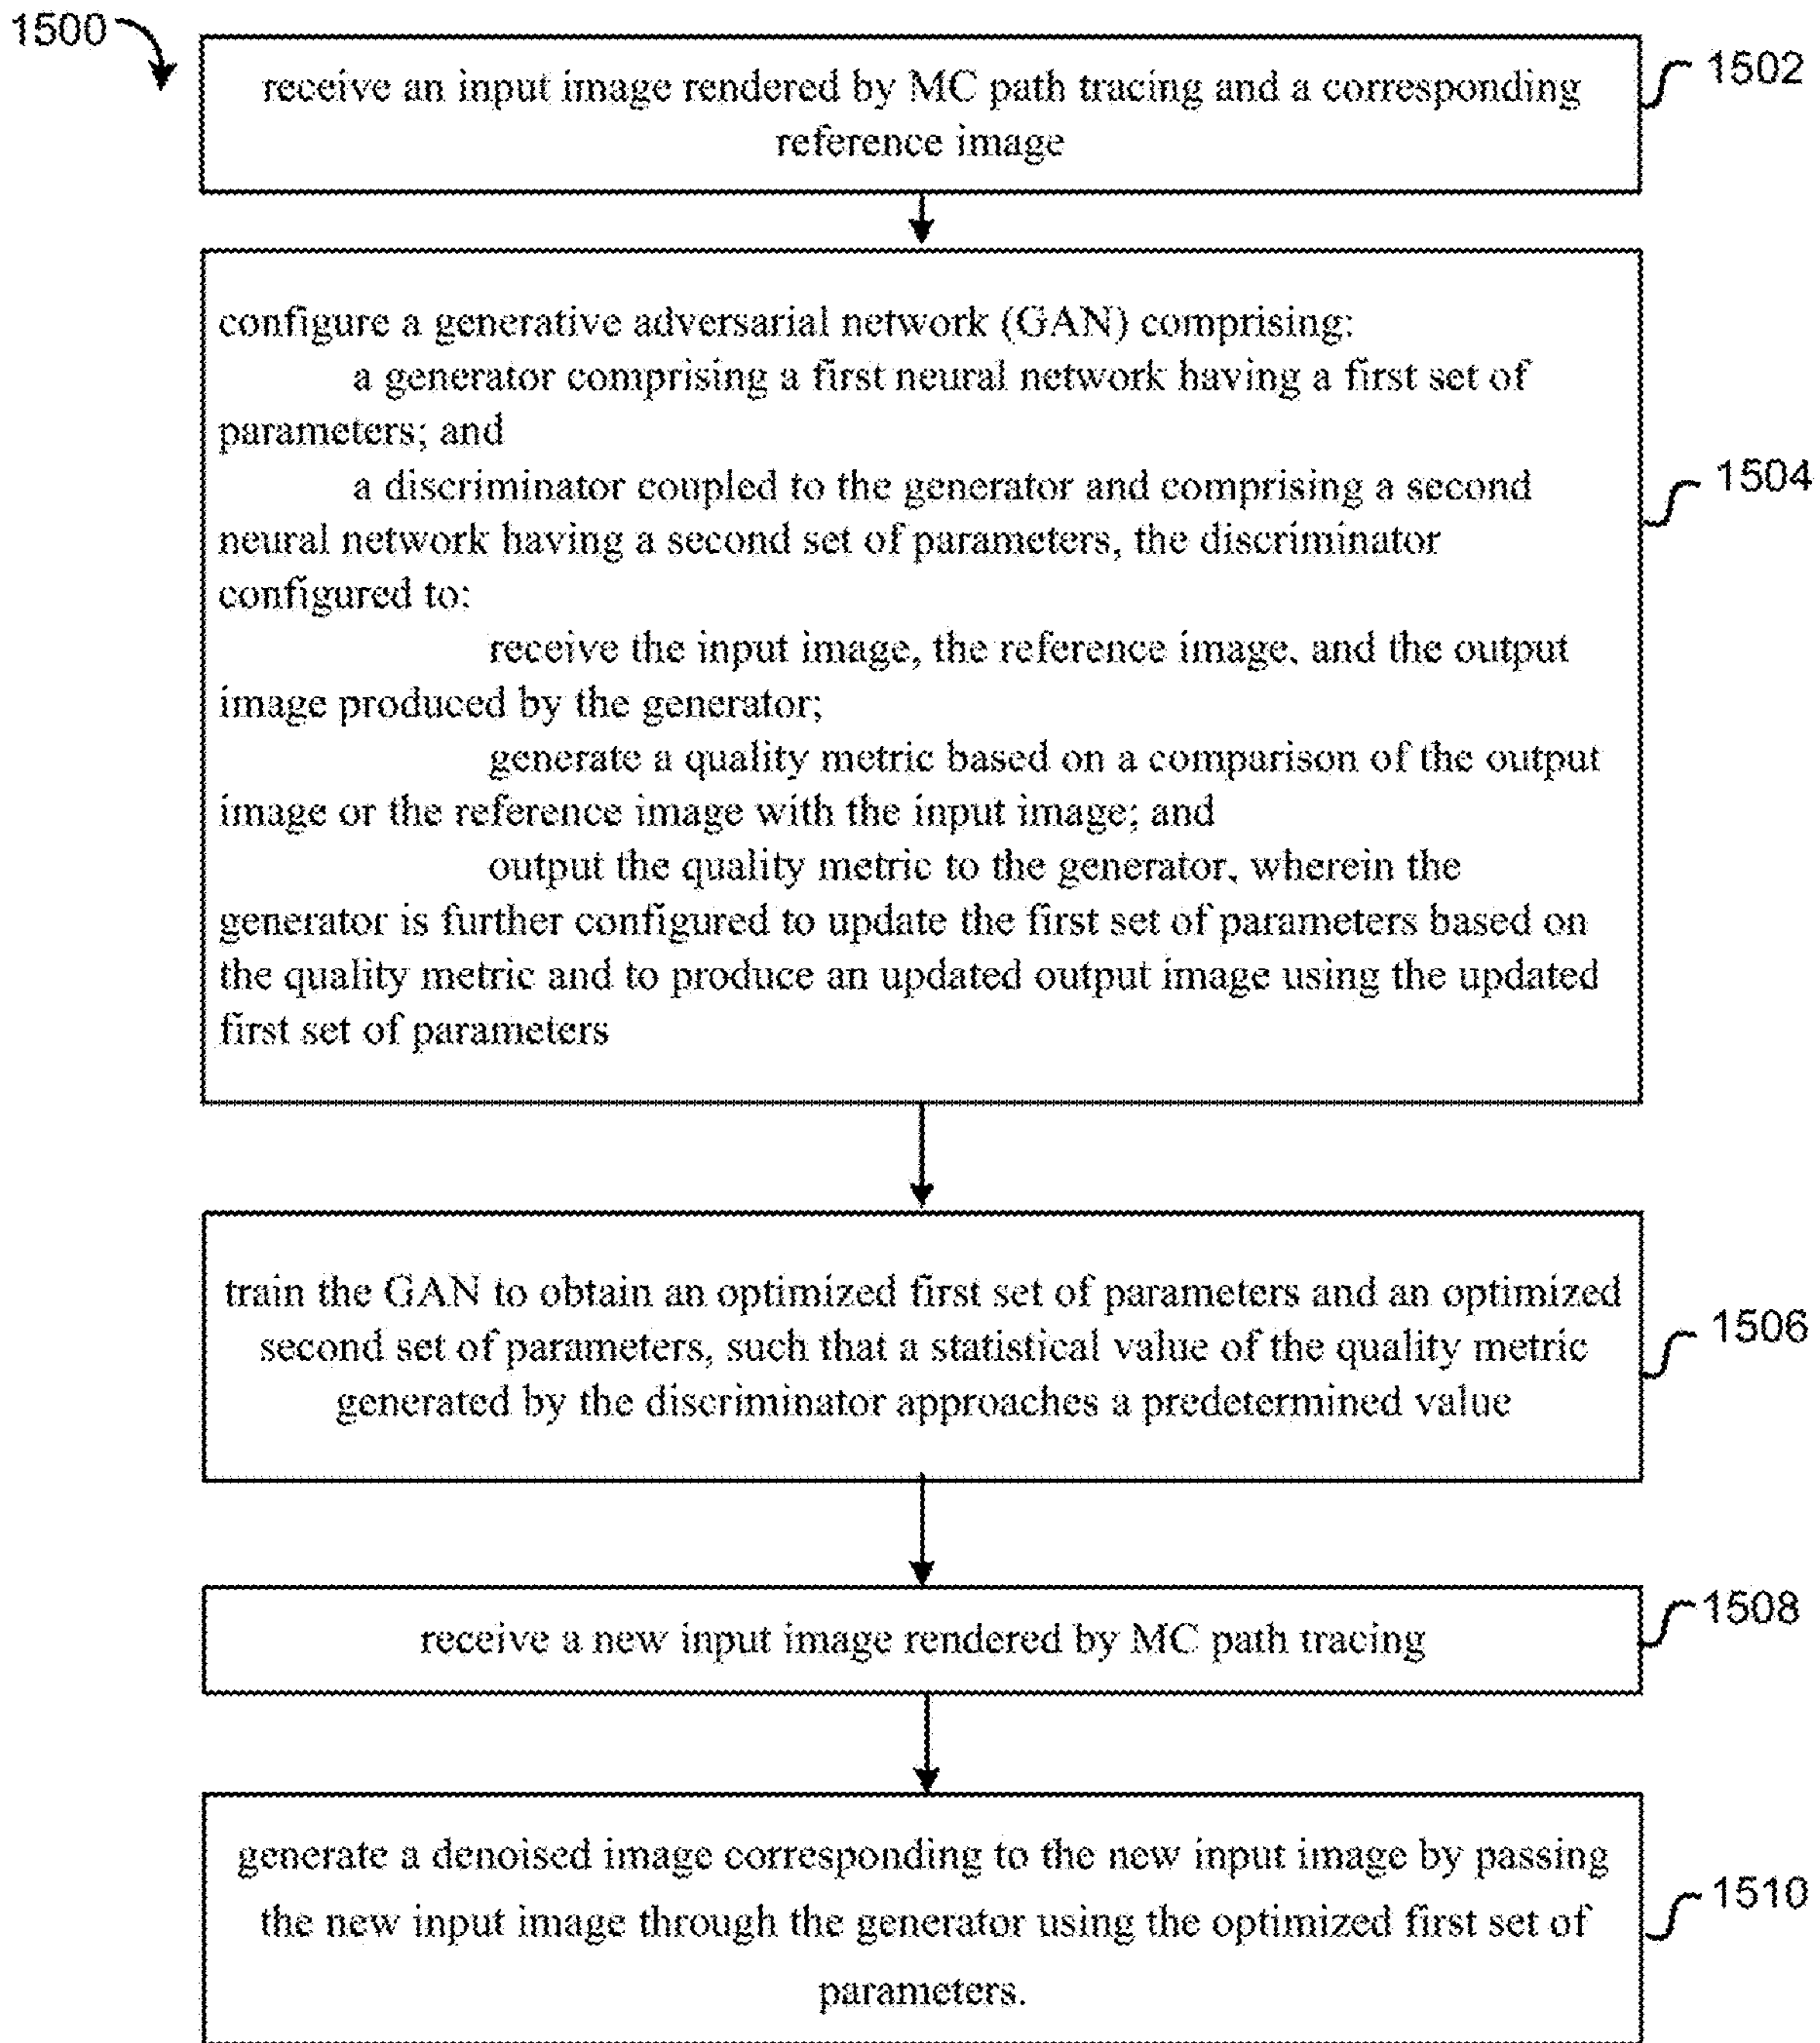 1500
receive an input image rendered by MC path tracing and a corresponding
reference image
1502
configure a generative adversarial network (GAN) comprising:
a generator comprising a first neural network having a first set of
parameters; and
a discriminator coupled to the generator and comprising a second
neural network having a second set of parameters, the discriminator
configured to:
receive the input image, the reference image, and the output
image produced by the generator;
generate a quality metric based on a comparison of the output
image or the reference image with the input image; and
output the quality metric to the generator, wherein the
generator is further configured to update the first set of parameters based on
the quality metric and to produce an updated output image using the updated
first set of parameters
1504
train the GAN to obtain an optimized first set of parameters and an optimized
second set of parameters, such that a statistical value of the quality metric
generated by the discriminator approaches a predetermined value
1506
receive a new input image rendered by MC path tracing
1508
generate a denoised image corresponding to the new input image by passing
the new input image through the generator using the optimized first set of
parameters.
1510